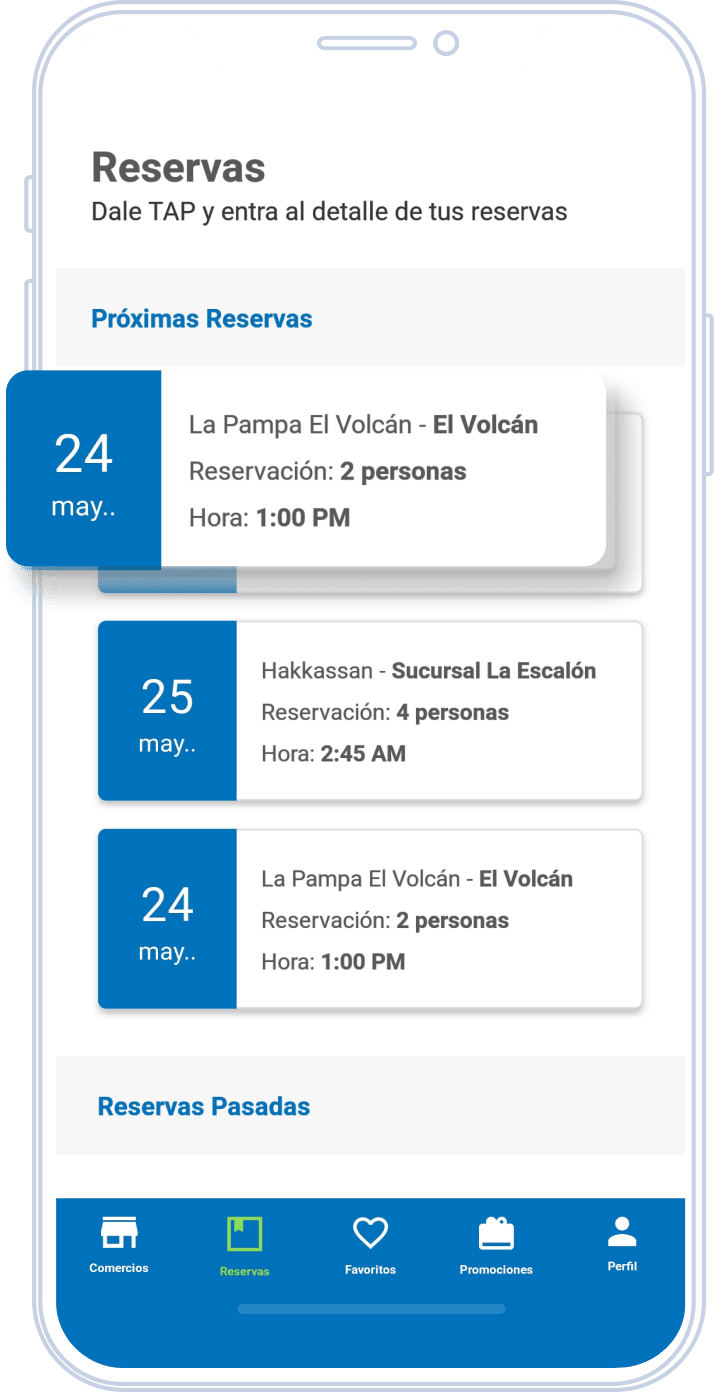 Reservas
Dale TAP y entra al detalle de tus reservas
Próximas Reservas
24
may..
La Pampa El Volcán - El Volcán
Reservación: 2 personas
Hora: 1:00 PM
25
may..
Hakkassan - Sucursal La Escalón
Reservación: 4 personas
Hora: 2:45 AM
24
may..
La Pampa El Volcán - El Volcán
Reservación: 2 personas
Hora: 1:00 PM
Reservas Pasadas
Comercios
Reservas
Favoritos
Promociones
Perfil